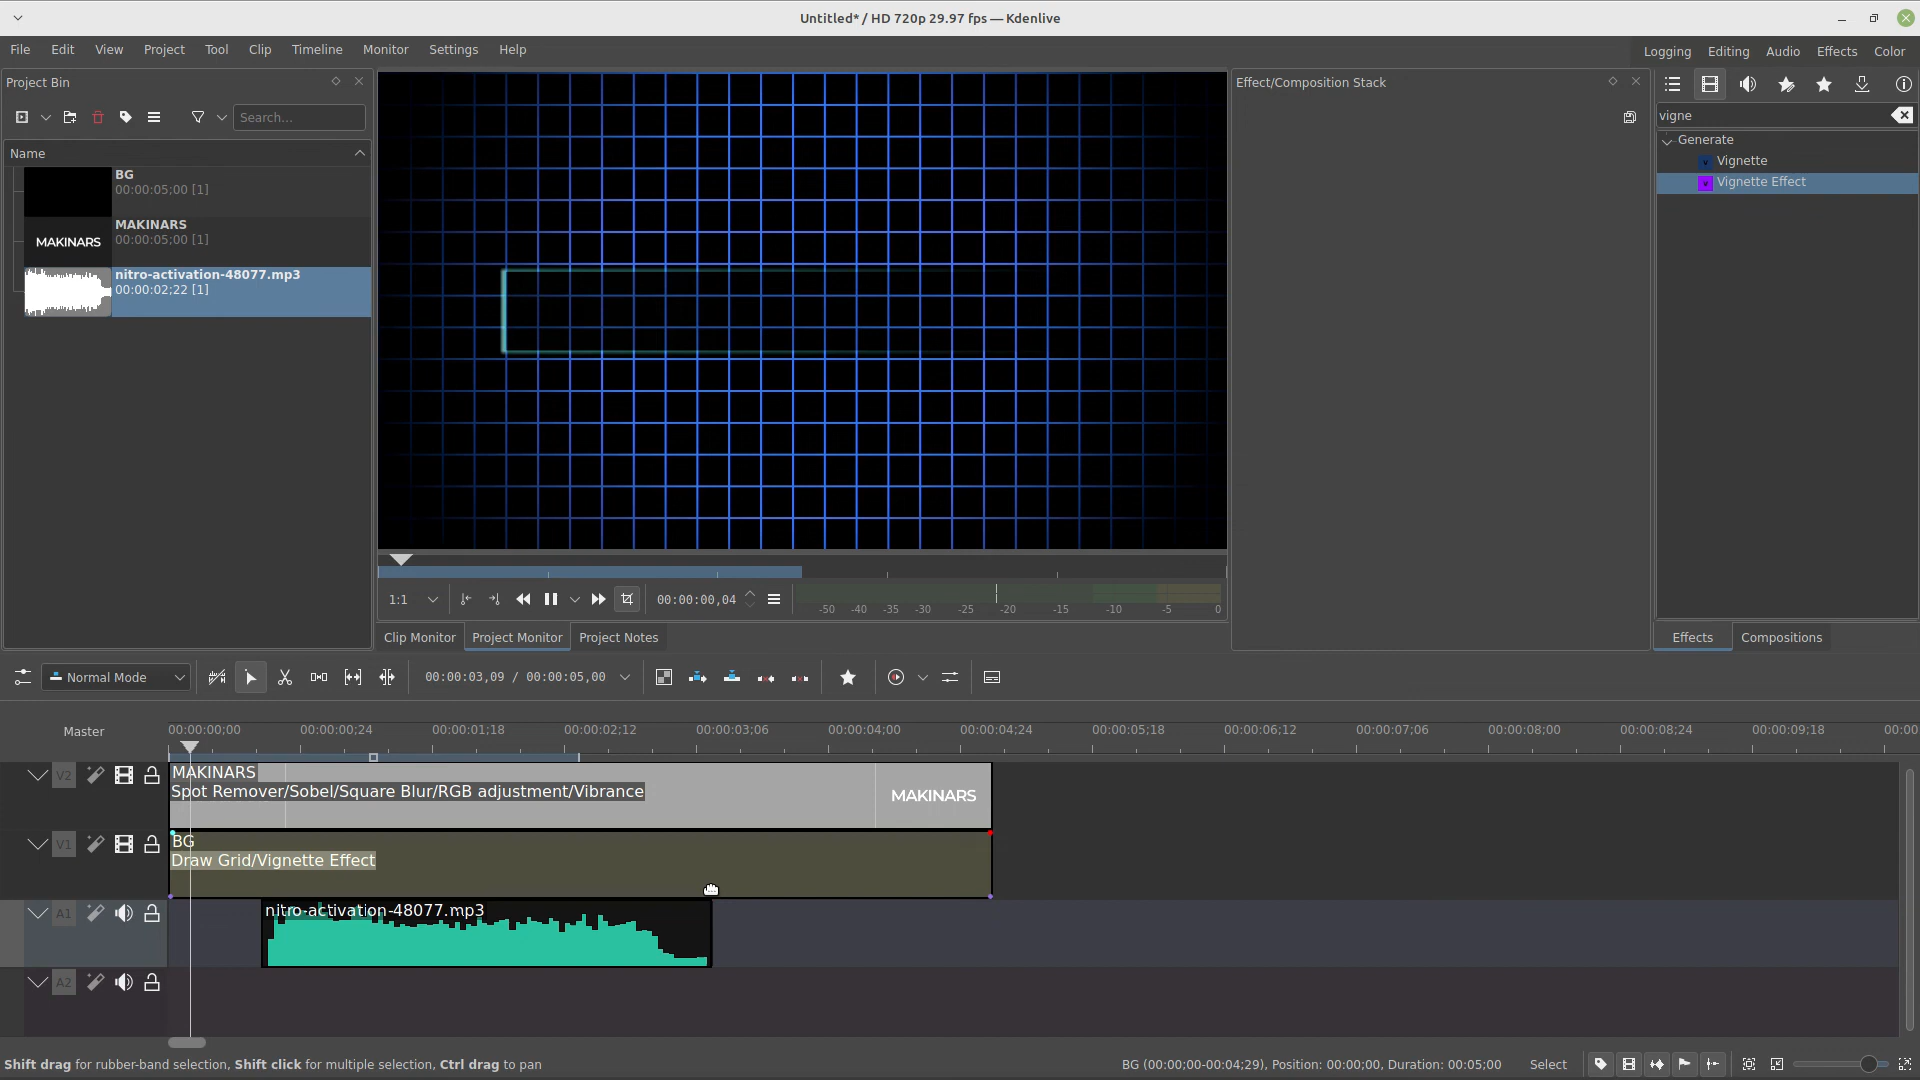 Untitled* / HD 720p 29.97 fps — Kdenlive
File Edit View Project Tool Clip Timeline Monitor Settings Help
Logging Editing Audio Effects Color
Project Bin
Search...
Name
BG
00:00:05;00 [1]
MAKINARS
MAKINARS
00:00:05;00 [1]
nitro-activation-48077.mp3
00:00:02;22 [1]
1:1
00:00:00,04
-50 -40 -35 -30 -25 -20 -15 -10 -5 0
Clip Monitor Project Monitor Project Notes
Effect/Composition Stack
vigne
Generate
v Vignette
v Vignette Effect
Effects Compositions
Normal Mode
00:00:03,09 / 00:00:05,00
Master
00:00:00;00 00:00:00;24 00:00:01;18 00:00:02;12 00:00:03;06 00:00:04;00 00:00:04;24 00:00:05;18 00:00:06;12 00:00:07;06 00:00:08;00 00:00:08;24 00:00:09;18 00:00
V2
MAKINARS
Spot Remover/Sobel/Square Blur/RGB adjustment/Vibrance
MAKINARS
V1
BG
Draw Grid/Vignette Effect
A1
nitro-activation-48077.mp3
A2
Shift drag for rubber-band selection, Shift click for multiple selection, Ctrl drag to pan
BG (00:00;00-00:04;29), Position: 00:00;00, Duration: 00:05;00
Select